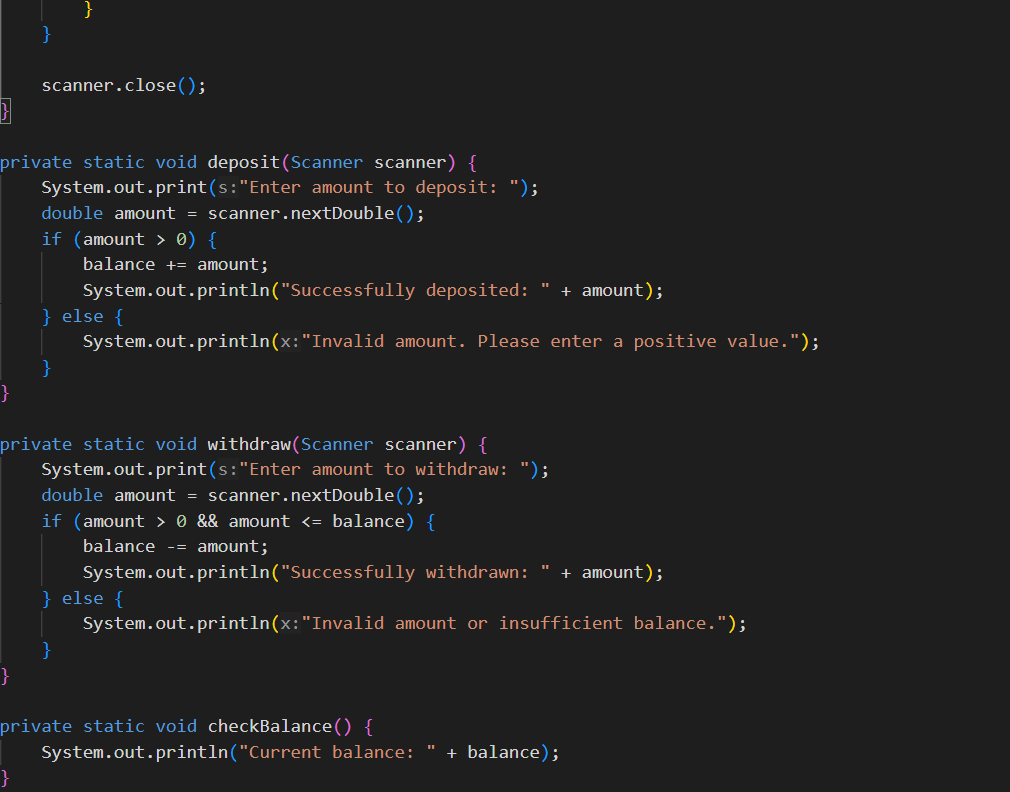 }
    }

    scanner.close();
}

private static void deposit(Scanner scanner) {
    System.out.print(s:"Enter amount to deposit: ");
    double amount = scanner.nextDouble();
    if (amount > 0) {
        balance += amount;
        System.out.println("Successfully deposited: " + amount);
    } else {
        System.out.println(x:"Invalid amount. Please enter a positive value.");
    }
}

private static void withdraw(Scanner scanner) {
    System.out.print(s:"Enter amount to withdraw: ");
    double amount = scanner.nextDouble();
    if (amount > 0 && amount <= balance) {
        balance -= amount;
        System.out.println("Successfully withdrawn: " + amount);
    } else {
        System.out.println(x:"Invalid amount or insufficient balance.");
    }
}

private static void checkBalance() {
    System.out.println("Current balance: " + balance);
}